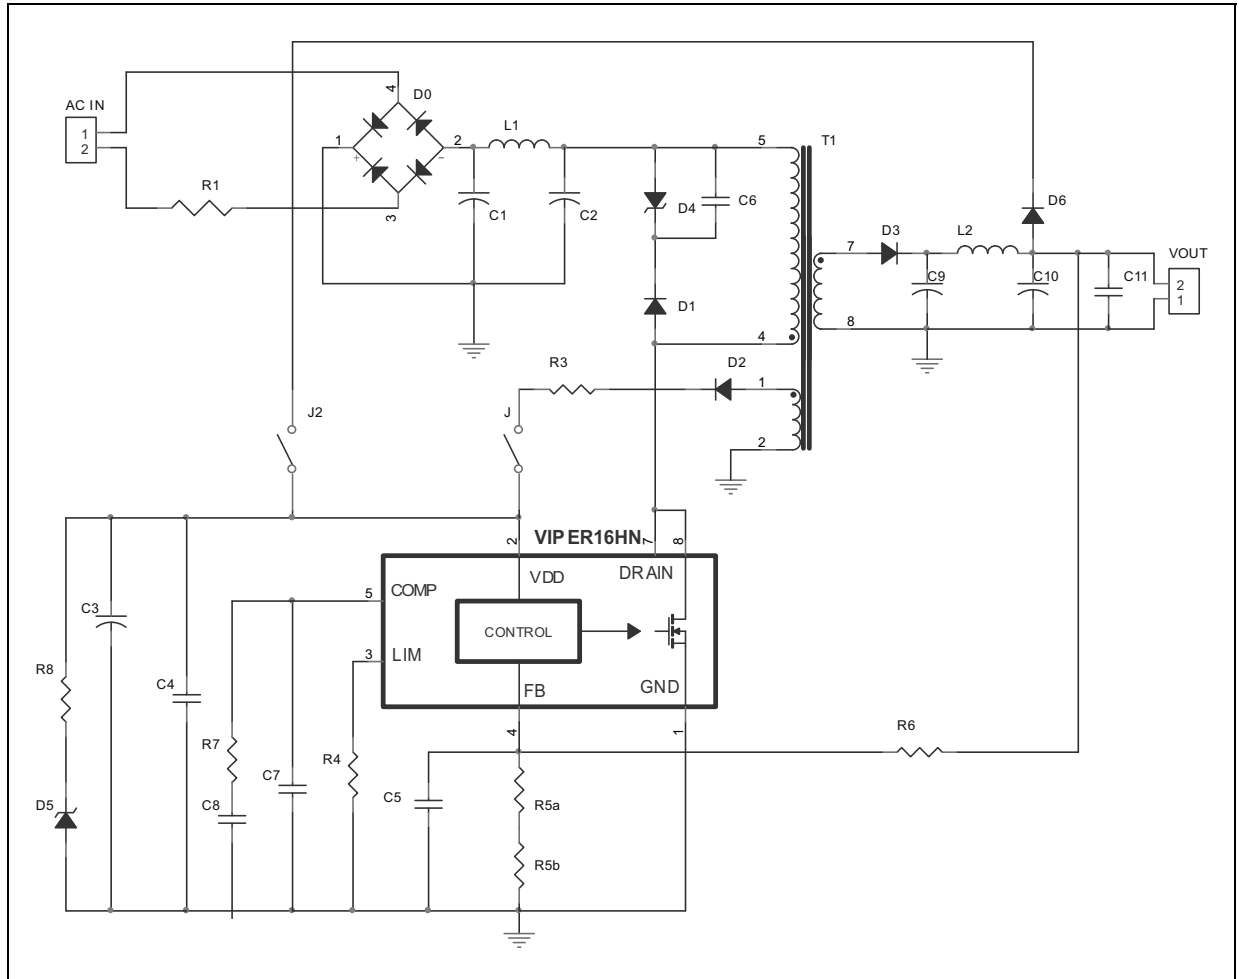 AC IN
1
2
R1
4
D0
1
+
2
−
3
L1
C1
C2
D4
C6
D1
5
T1
4
D6
D3
L2
VOUT
7
C9
C10
C11
2
1
8
R3
D2
1
2
J2
J
2
VIPER16HN
7
8
VDD
DRAIN
5
COMP
CONTROL
3
LIM
FB
GND
4
1
R6
C3
R8
C4
R7
C7
R4
C5
R5a
D5
C8
R5b